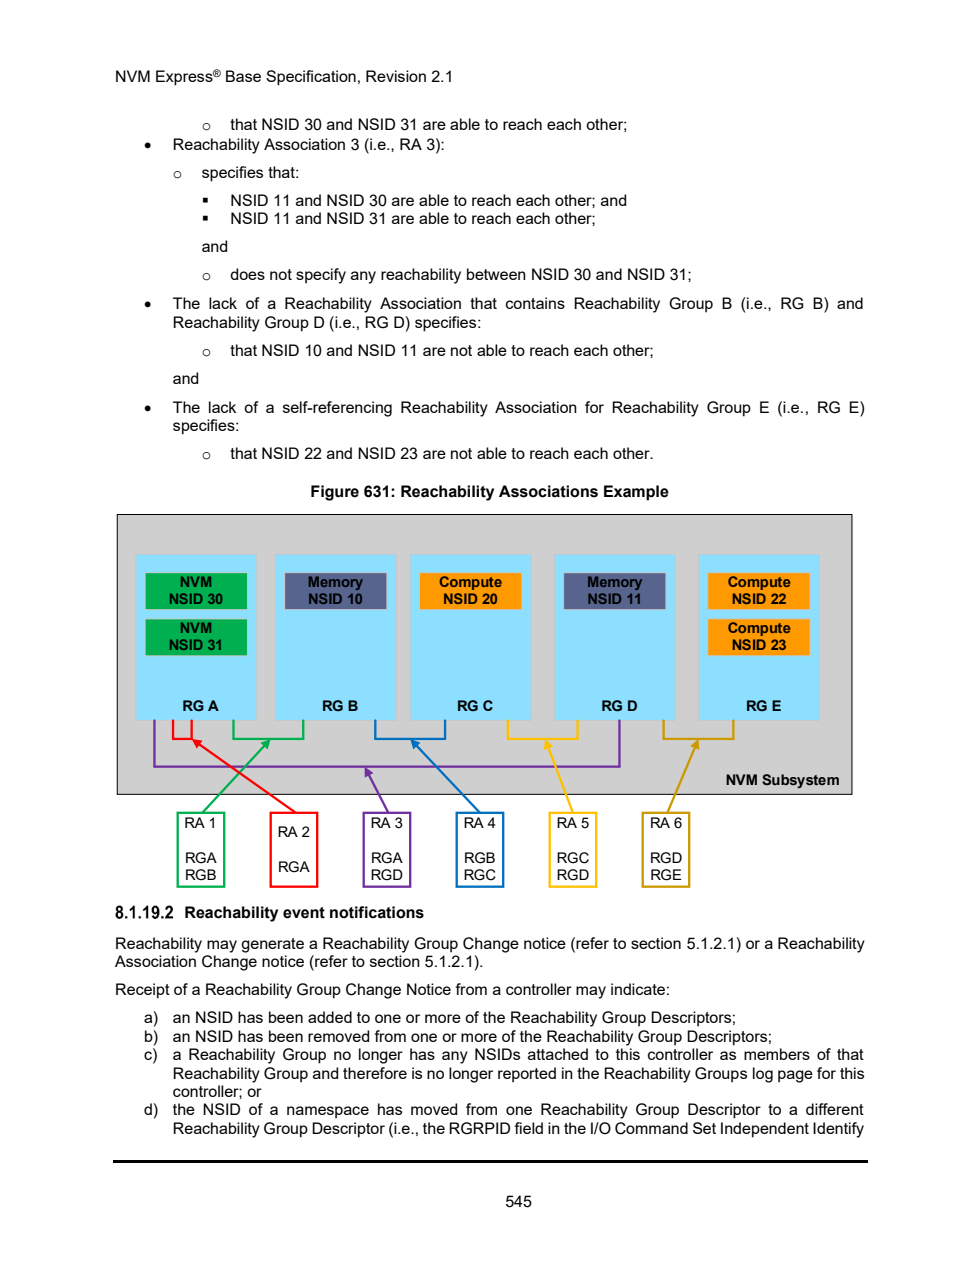 NVM Express® Base Specification, Revision 2.1
o that NSID 30 and NSID 31 are able to reach each other;
• Reachability Association 3 (i.e., RA 3):
o specifies that:
▪ NSID 11 and NSID 30 are able to reach each other; and
▪ NSID 11 and NSID 31 are able to reach each other;
and
o does not specify any reachability between NSID 30 and NSID 31;
• The lack of a Reachability Association that contains Reachability Group B (i.e., RG B) and
Reachability Group D (i.e., RG D) specifies:
o that NSID 10 and NSID 11 are not able to reach each other;
and
• The lack of a self-referencing Reachability Association for Reachability Group E (i.e., RG E)
specifies:
o that NSID 22 and NSID 23 are not able to reach each other.
Figure 631: Reachability Associations Example
NVM
NSID 30
NVM
NSID 31
RG A
Memory
NSID 10
RG B
Compute
NSID 20
RG C
Memory
NSID 11
RG D
Compute
NSID 22
Compute
NSID 23
RG E
NVM Subsystem
RA 1
RGA
RGB
RA 2
RGA
RA 3
RGA
RGD
RA 4
RGB
RGC
RA 5
RGC
RGD
RA 6
RGD
RGE
8.1.19.2 Reachability event notifications
Reachability may generate a Reachability Group Change notice (refer to section 5.1.2.1) or a Reachability
Association Change notice (refer to section 5.1.2.1).
Receipt of a Reachability Group Change Notice from a controller may indicate:
a) an NSID has been added to one or more of the Reachability Group Descriptors;
b) an NSID has been removed from one or more of the Reachability Group Descriptors;
c) a Reachability Group no longer has any NSIDs attached to this controller as members of that
Reachability Group and therefore is no longer reported in the Reachability Groups log page for this
controller; or
d) the NSID of a namespace has moved from one Reachability Group Descriptor to a different
Reachability Group Descriptor (i.e., the RGRPID field in the I/O Command Set Independent Identify
545